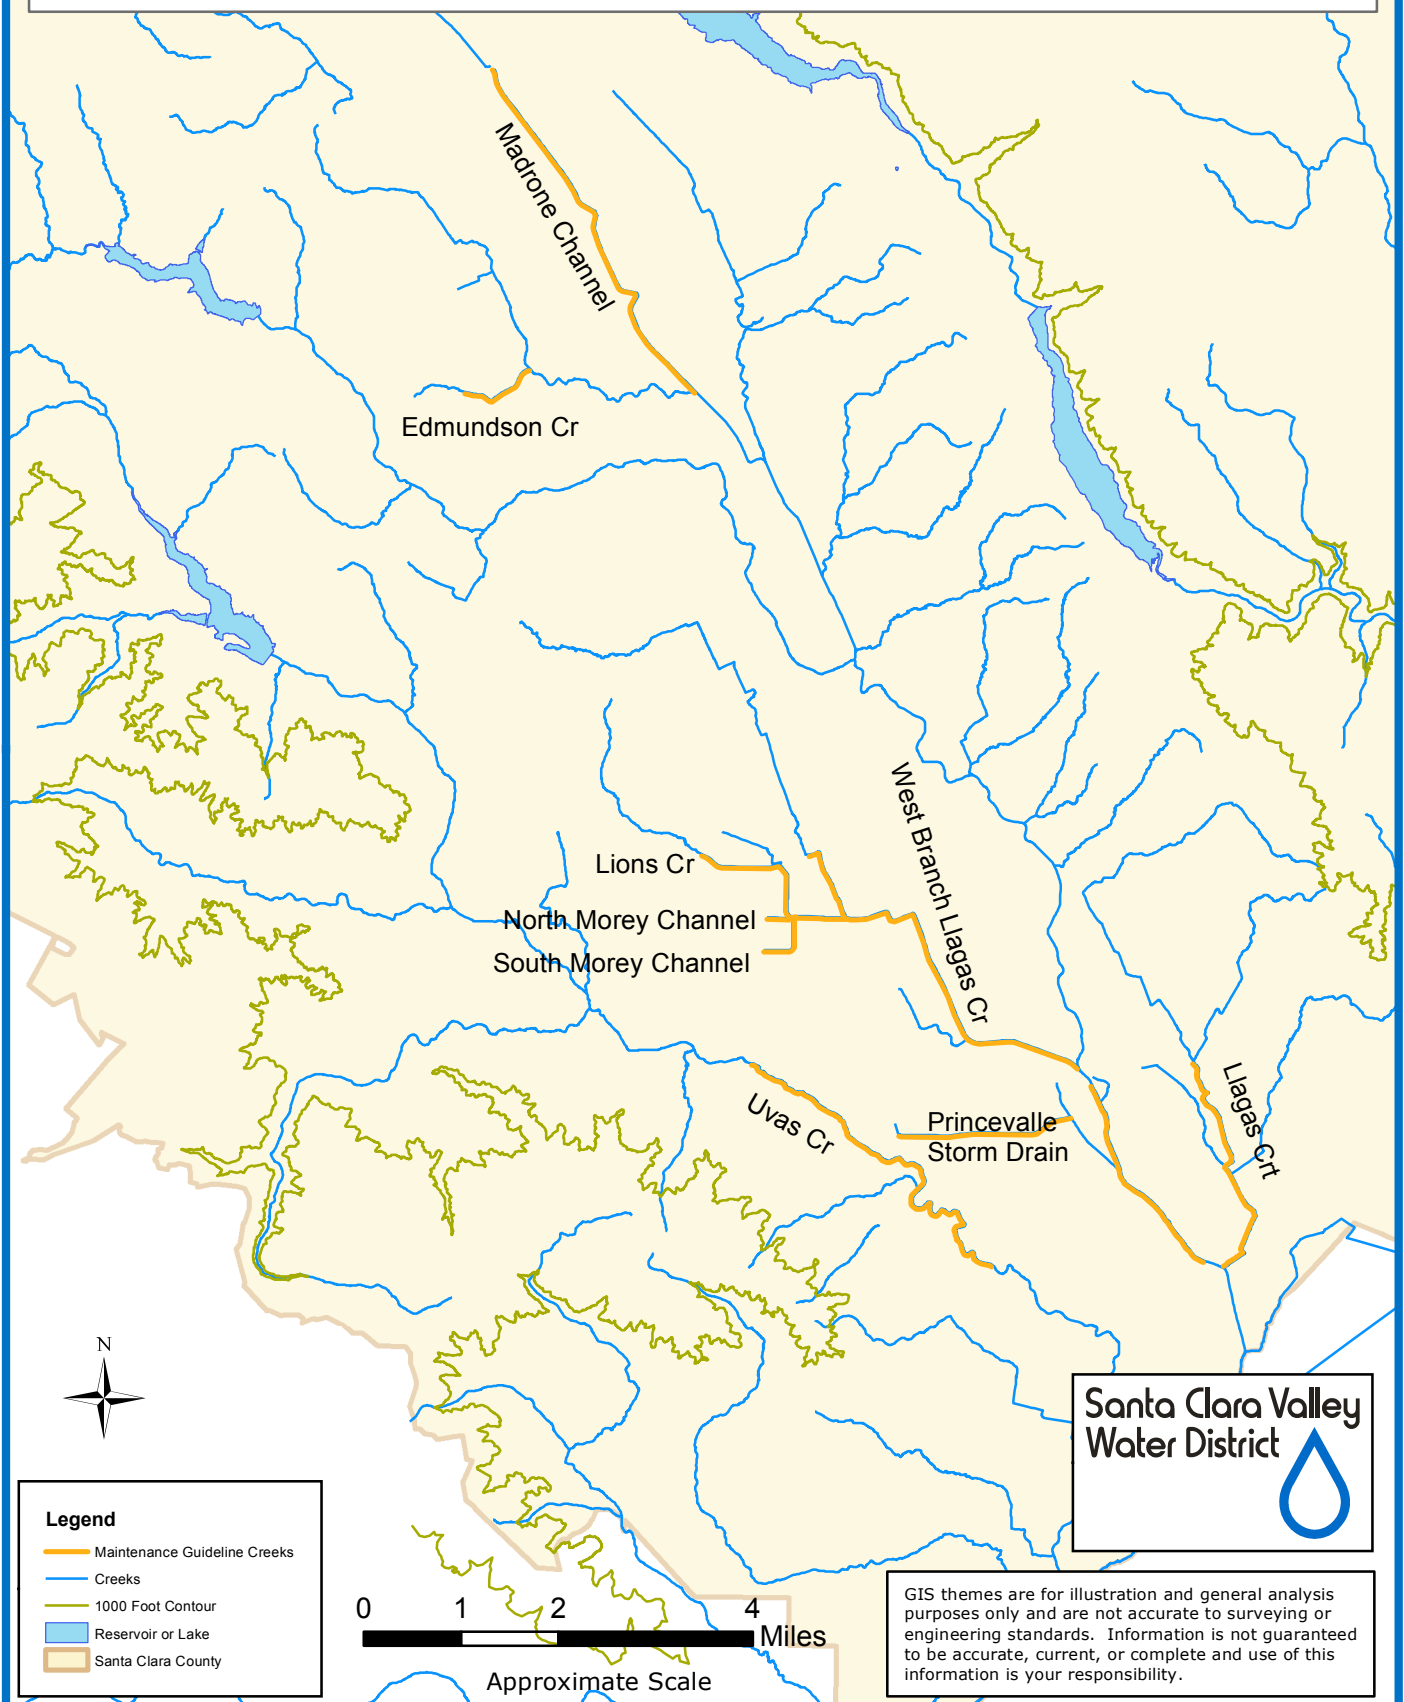 Madrone Channel
Edmundson Cr
West Branch Llagas Cr
Lions Cr
North Morey Channel
South Morey Channel
Llagas Crt
Uvas Cr
Princevalle
Storm Drain
N
Santa Clara Valley
Water District
Legend
Maintenance Guideline Creeks
Creeks
1000 Foot Contour
Reservoir or Lake
Santa Clara County
0 1 2 4
Miles
Approximate Scale
GIS themes are for illustration and general analysis
purposes only and are not accurate to surveying or
engineering standards. Information is not guaranteed
to be accurate, current, or complete and use of this
information is your responsibility.